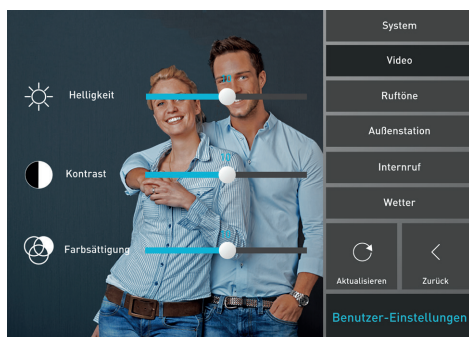 Helligkeit
Kontrast
Farbsättigung
System
Video
Ruftöne
Außenstation
Internruf
Wetter
Aktualisieren
Zurück
Benutzer-Einstellungen